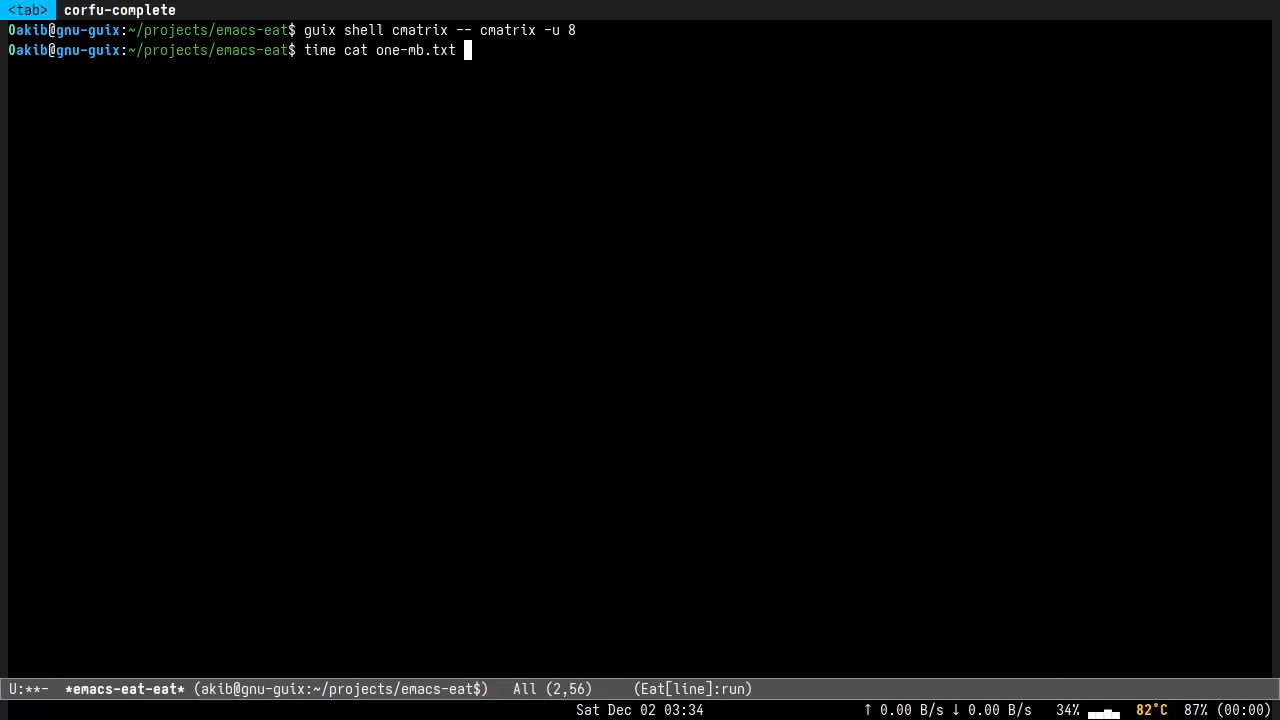 <tab> corfu-complete
0akib@gnu-guix:~/projects/emacs-eat$ guix shell cmatrix -- cmatrix -u 8
0akib@gnu-guix:~/projects/emacs-eat$ time cat one-mb.txt
U:**-  *emacs-eat-eat* (akib@gnu-guix:~/projects/emacs-eat$)   All (2,56)     (Eat[line]:run)
Sat Dec 02 03:34 ↑ 0.00 B/s ↓ 0.00 B/s 34% 82°C 87% (00:00)